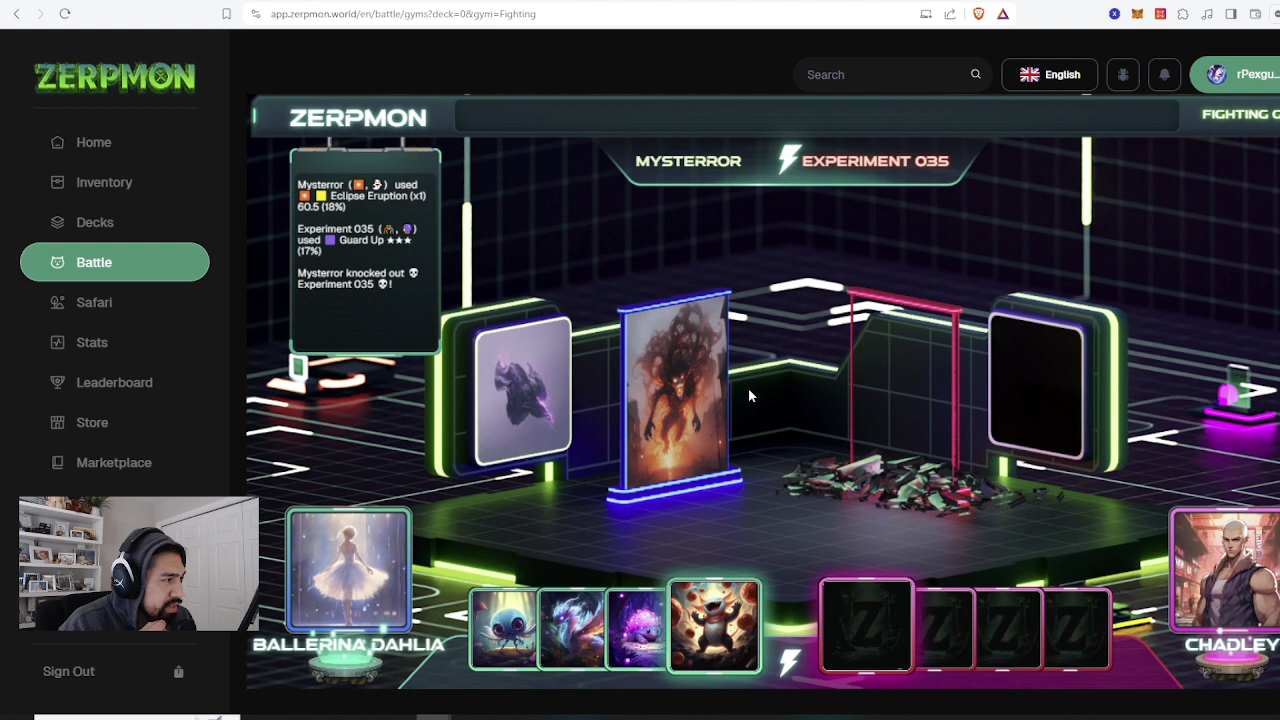 app.zerpmon.world/en/battle/gyms?deck=0&gym=Fighting
ZERPMON
Search
English
rPexgu...
Home
Inventory
Decks
Battle
Safari
Stats
Leaderboard
Store
Marketplace
Sign Out
ZERPMON
FIGHTING G
MYSTERROR
EXPERIMENT 035
Mysterror (💥, 👻) used
💥 🟨 Eclipse Eruption (x1)
60.5 (18%)
Experiment 035 (
used 🟪 Guard Up ★★★
(17%)
Mysterror knocked out 💀
Experiment 035 💀!
BALLERINA DAHLIA
CHADLEY